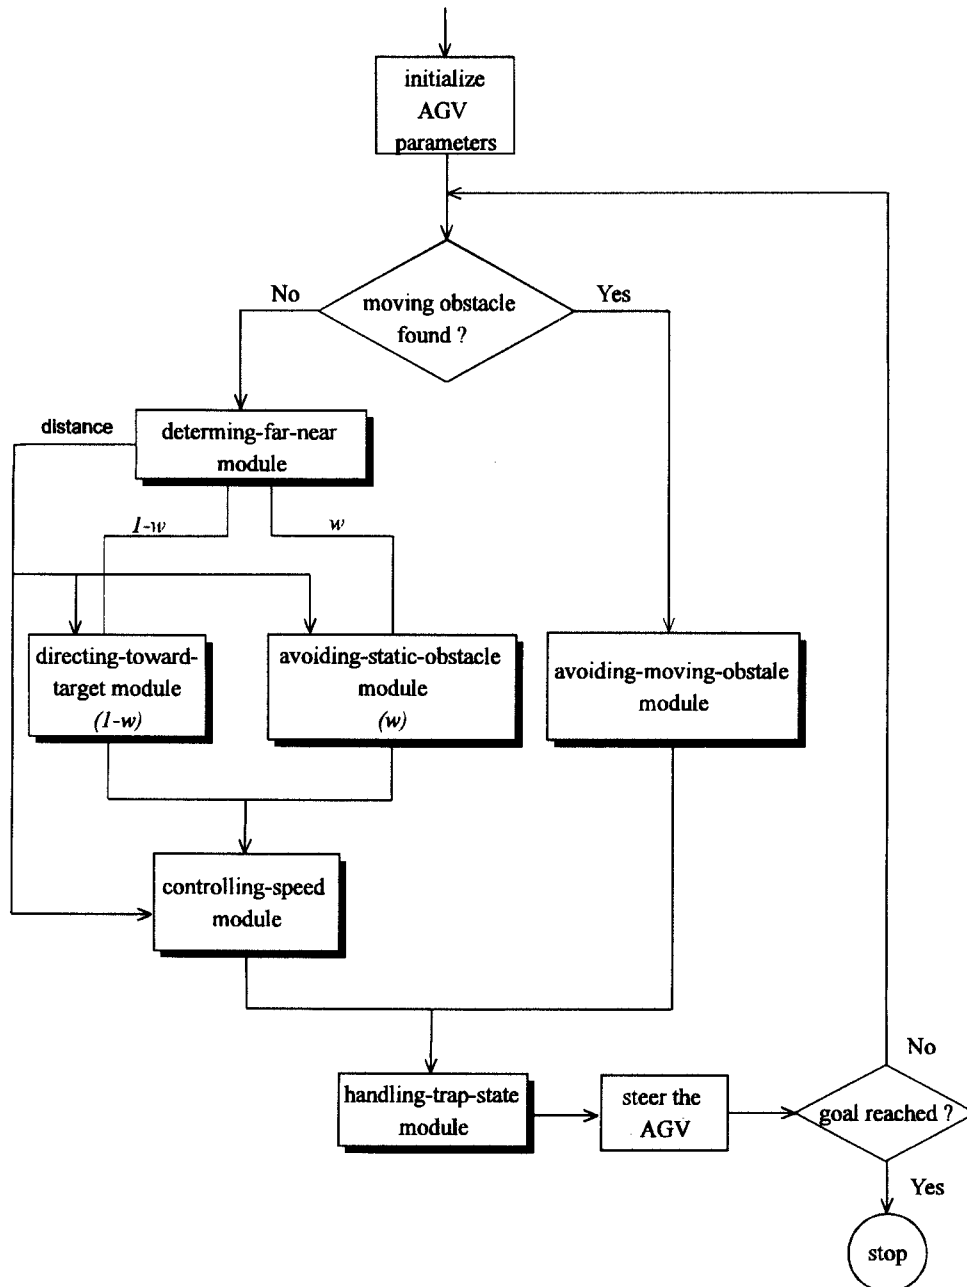 initialize
AGV
parameters
No
Yes
moving obstacle
found ?
distance
determing-far-near
module
1-w
w
directing-toward-
target module
(1-w)
avoiding-static-obstacle
module
(w)
avoiding-moving-obstale
module
controlling-speed
module
No
handling-trap-state
module
steer the
AGV
goal reached ?
Yes
stop